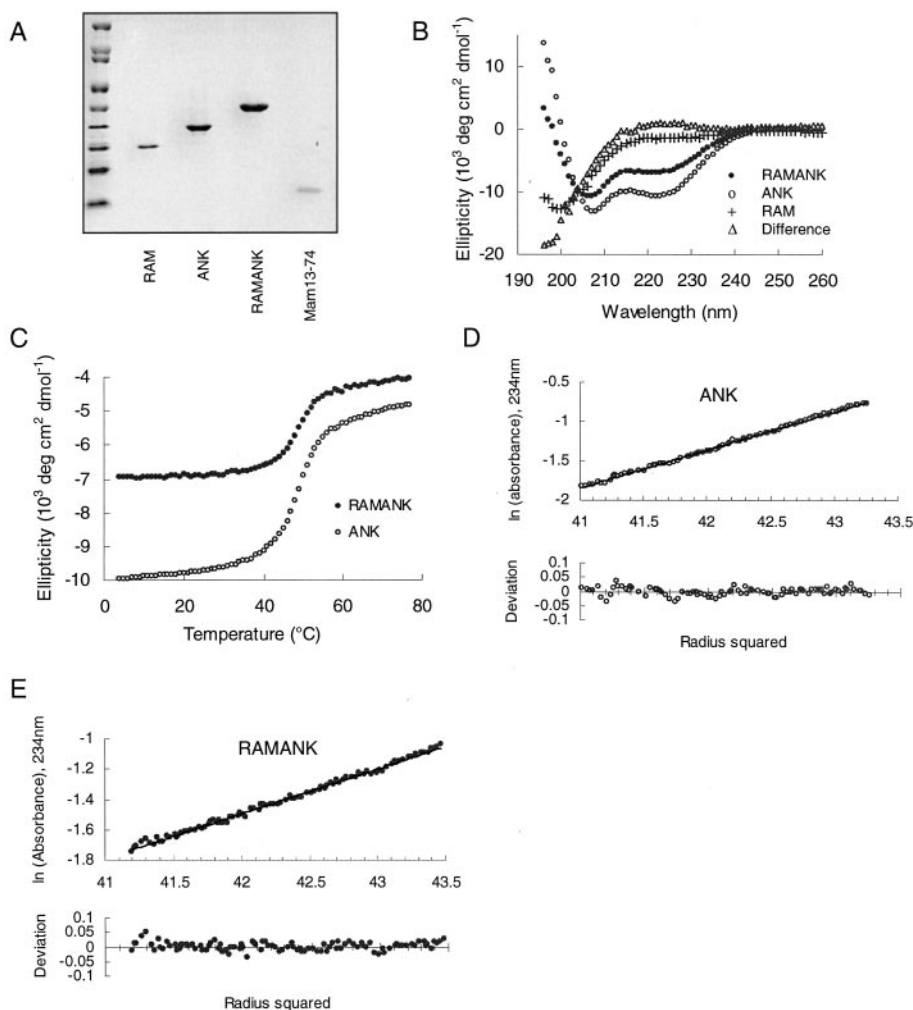 A
RAM
ANK
RAMANK
Mam13-74
B
Ellipticity (10³ deg cm² dmol⁻¹)
10
0
-10
-20
RAMANK
ANK
RAM
Difference
190 200 210 220 230 240 250 260
Wavelength (nm)
C
Ellipticity (10³ deg cm² dmol⁻¹)
-4
-5
-6
-7
-8
-9
-10
RAMANK
ANK
0 20 40 60 80
Temperature (°C)
D
ln (absorbance), 234nm
ANK
-0.5
-1
-1.5
-2
41 41.5 42 42.5 43 43.5
Deviation
0.1
0.05
0
-0.05
-0.1
Radius squared
E
ln (Absorbance), 234nm
RAMANK
-1
-1.2
-1.4
-1.6
-1.8
41 41.5 42 42.5 43 43.5
Deviation
0.1
0.05
0
-0.05
-0.1
Radius squared